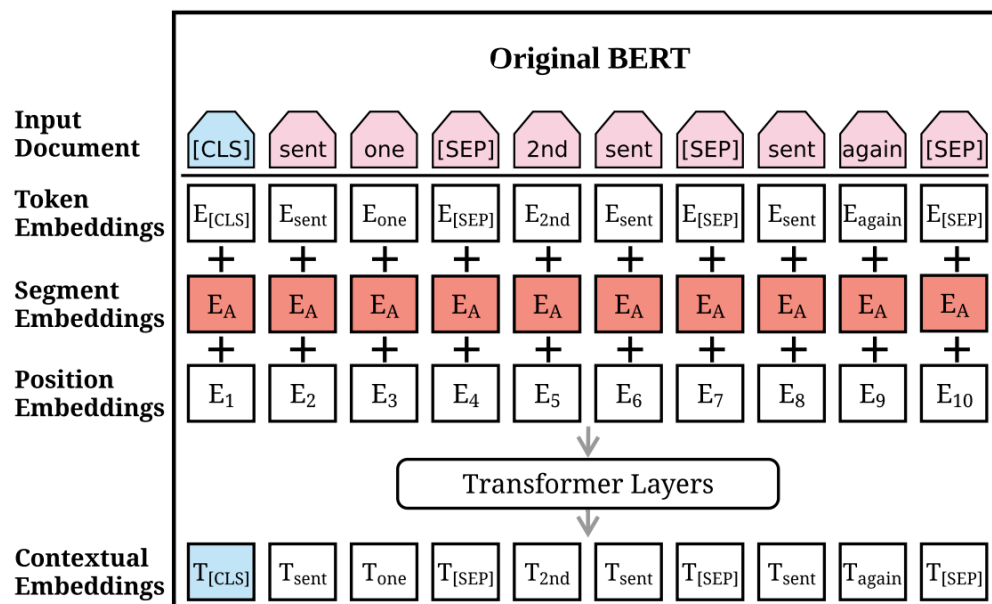 Original BERT
Input Document [CLS] sent one [SEP] 2nd sent [SEP] sent again [SEP]
Token Embeddings E[CLS] Esent Eone E[SEP] E2nd Esent E[SEP] Esent Eagain E[SEP]
+ + + + + + + + + +
Segment Embeddings EA EA EA EA EA EA EA EA EA EA
+ + + + + + + + + +
Position Embeddings E1 E2 E3 E4 E5 E6 E7 E8 E9 E10
Transformer Layers
Contextual Embeddings T[CLS] Tsent Tone T[SEP] T2nd Tsent T[SEP] Tsent Tagain T[SEP]